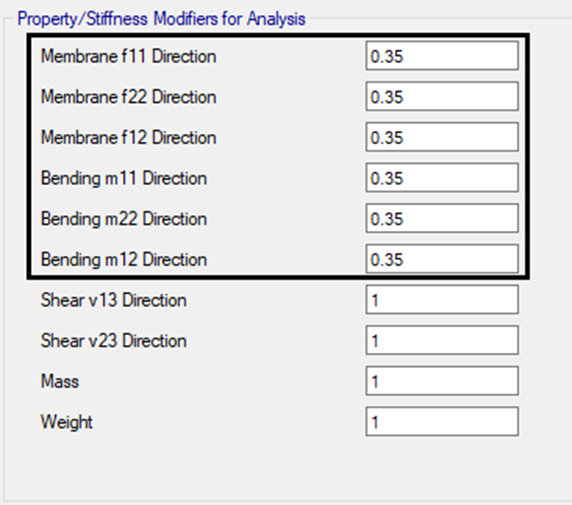 Property/Stiffness Modifiers for Analysis
Membrane f11 Direction 0.35
Membrane f22 Direction 0.35
Membrane f12 Direction 0.35
Bending m11 Direction 0.35
Bending m22 Direction 0.35
Bending m12 Direction 0.35
Shear v13 Direction 1
Shear v23 Direction 1
Mass 1
Weight 1